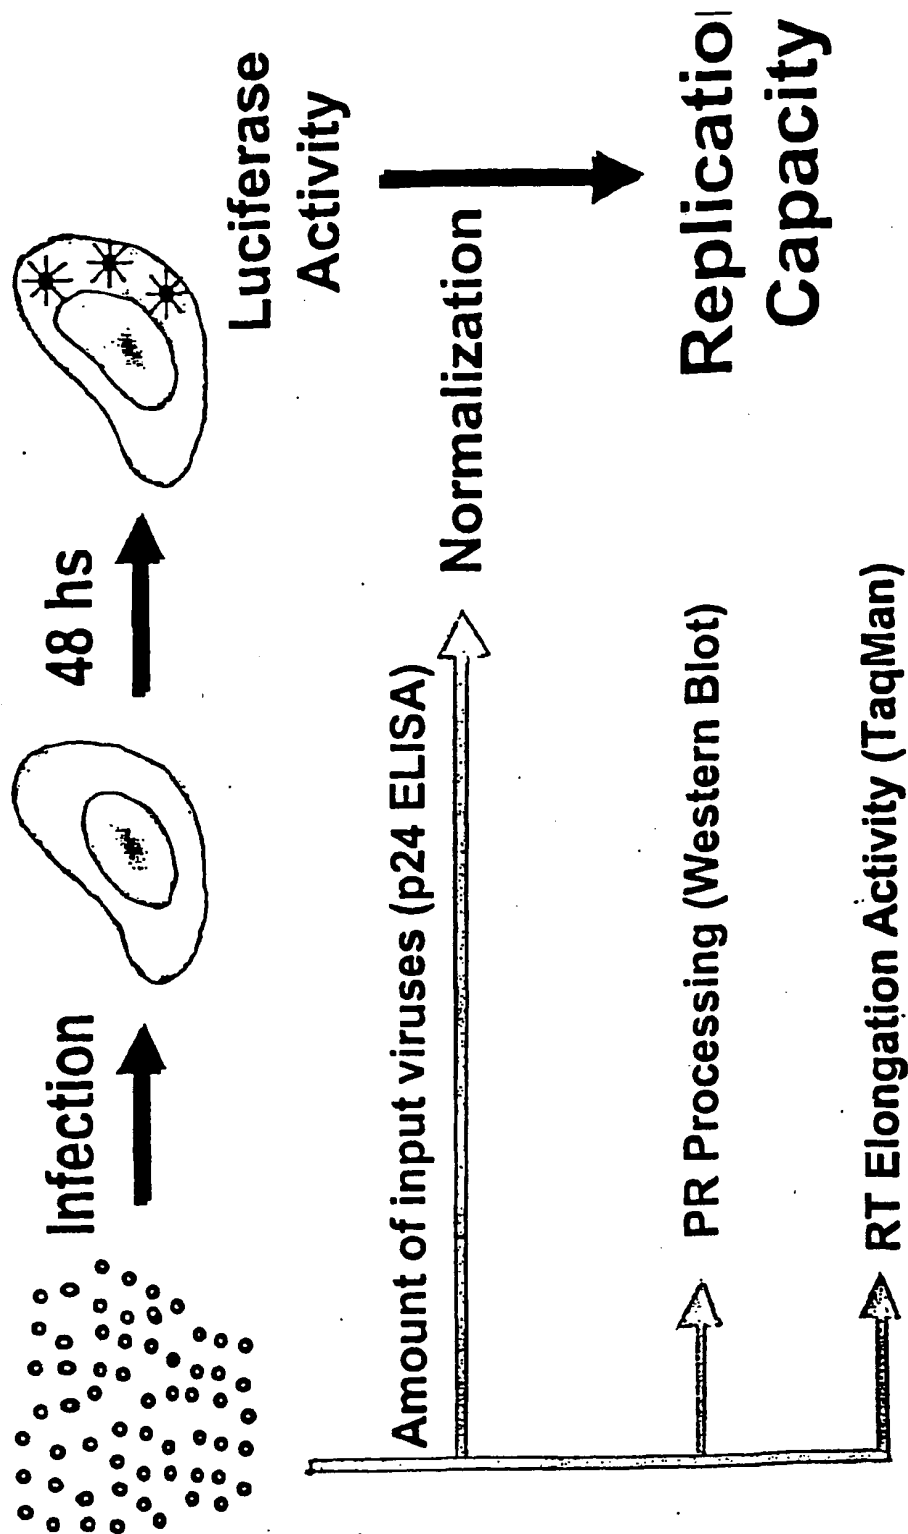 Infection
48 hs
Luciferase
Activity
Amount of input viruses (p24 ELISA)
Normalization
PR Processing (Western Blot)
Replicatio
Capacity
RT Elongation Activity (TaqMan)